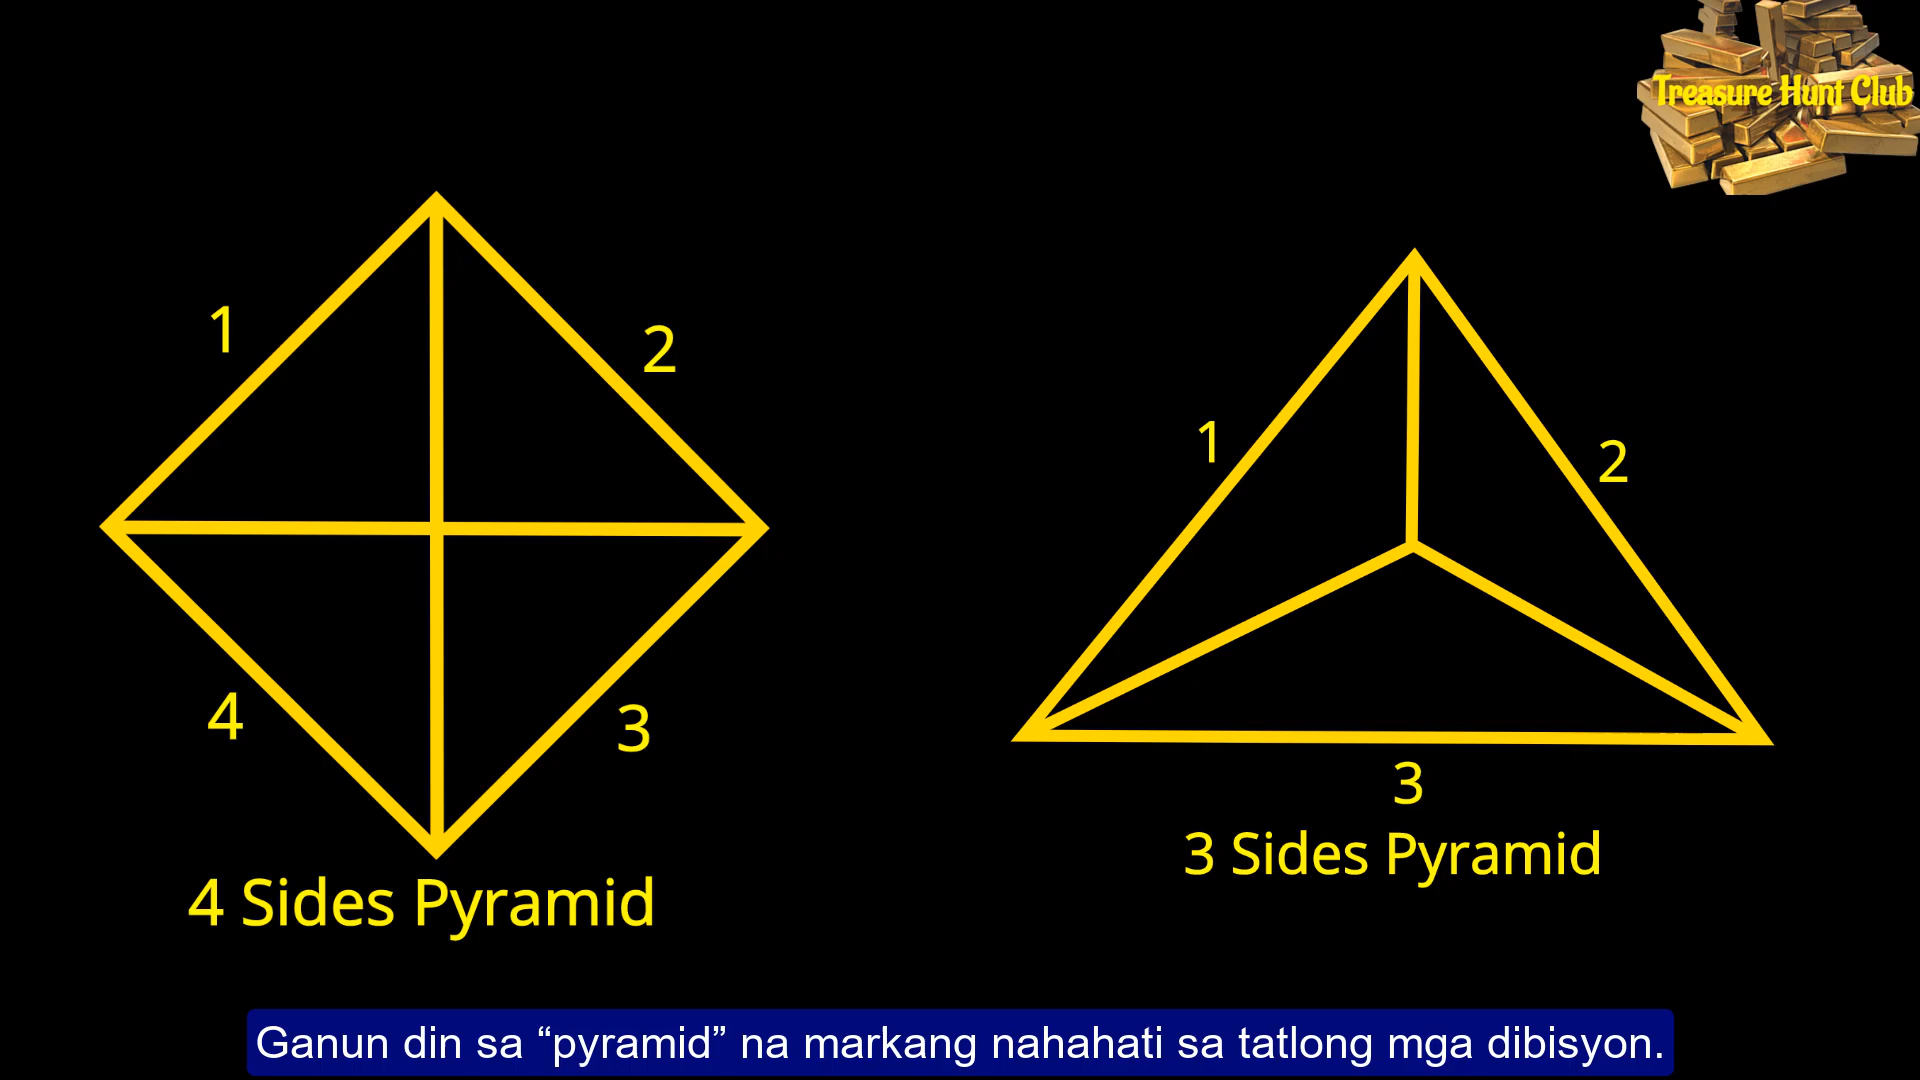 Treasure Hunt Club
1
2
4
3
4 Sides Pyramid
1
2
3
3 Sides Pyramid
Ganun din sa “pyramid” na markang nahahati sa tatlong mga dibisyon.